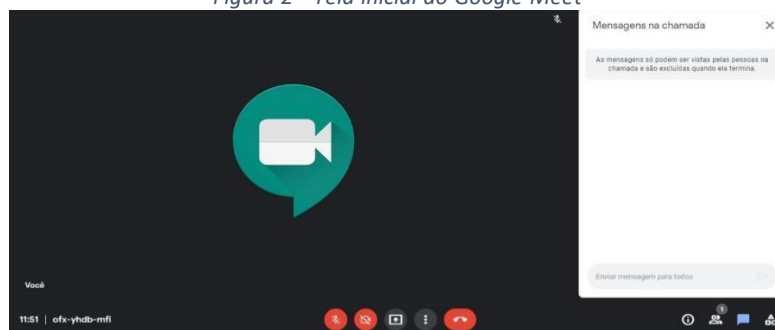 Figura 2 - Tela inicial do Google Meet
Mensagens na chamada
As mensagens só podem ser vistas pelas pessoas na
chamada e são excluídas quando ela termina.
Enviar mensagem para todos
Você
11:51 | ofx-yhdb-mfi
1